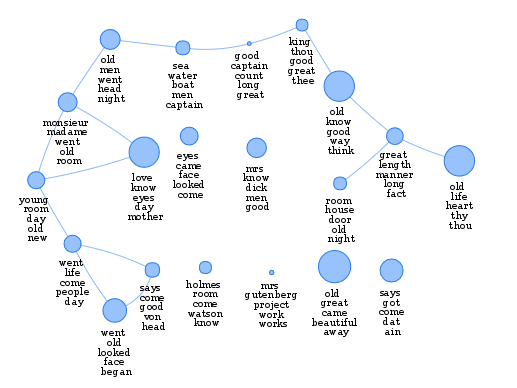 king
thou
good
great
thee
old
men
went
head
night
sea
water
boat
men
captain
good
captain
count
long
great
monsieur
madame
went
old
room
old
know
good
way
think
love
know
eyes
day
mother
eyes
came
face
looked
come
mrs
know
dick
men
good
great
length
manner
long
fact
young
room
day
old
new
room
house
door
old
night
old
life
heart
thy
thou
went
life
come
people
day
says
come
good
von
head
holmes
room
come
watson
know
mrs
gutenberg
project
work
works
old
great
came
beautiful
away
says
got
come
dat
ain
went
old
looked
face
began